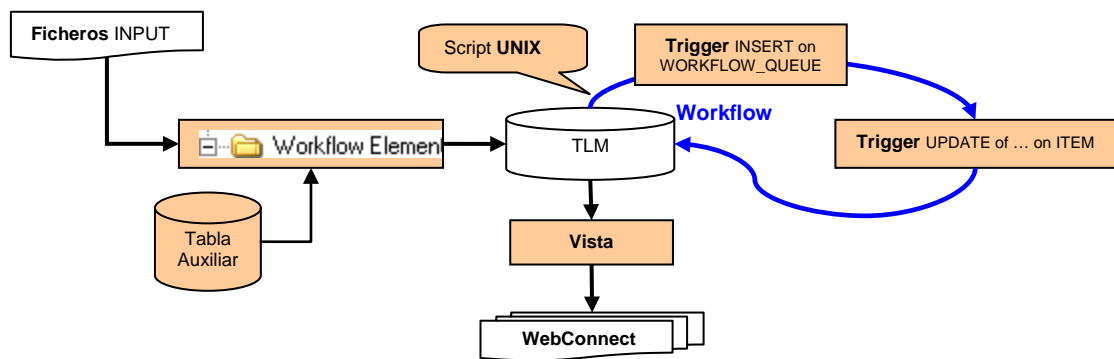 Ficheros INPUT
Script UNIX
Trigger INSERT on
WORKFLOW_QUEUE
Workflow
Workflow Elemen
TLM
Trigger UPDATE of … on ITEM
Tabla
Auxiliar
Vista
WebConnect